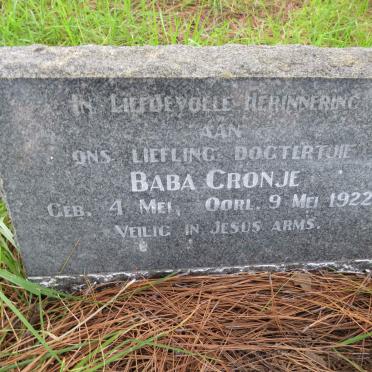 IN LIEFDEVOLLE HERINNERING
AAN
ONS LIEFLING DOGTERTJIE
BABA CRONJE
GEB. 4 MEI, OORL. 9 MEI 1922
VEILIG IN JESUS ARMS.